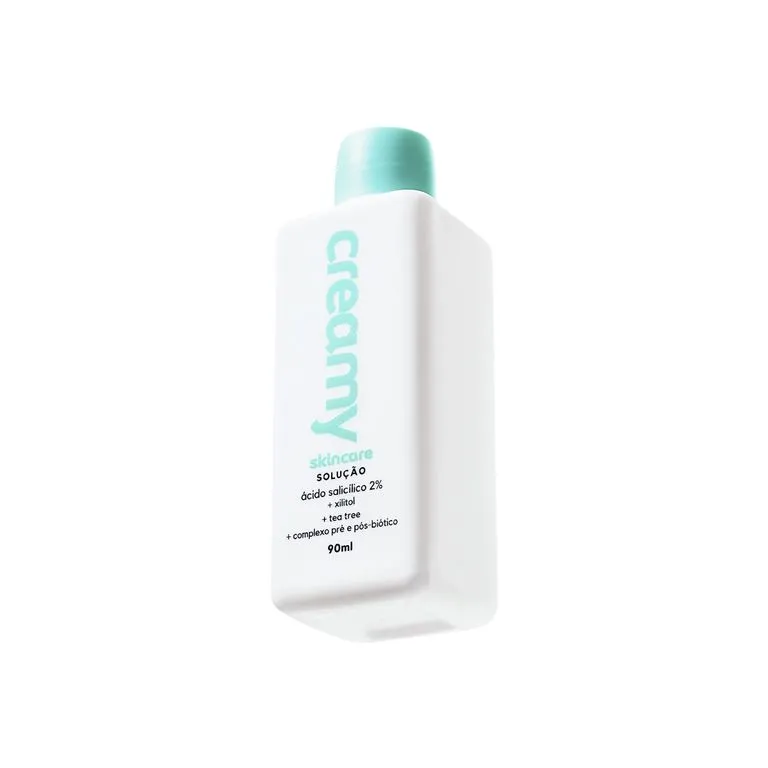 creamy
skincare
SOLUÇÃO
ácido salicílico 2%
+ xilitol
+ tea tree
+ complexo pré e pós-biótico
90ml